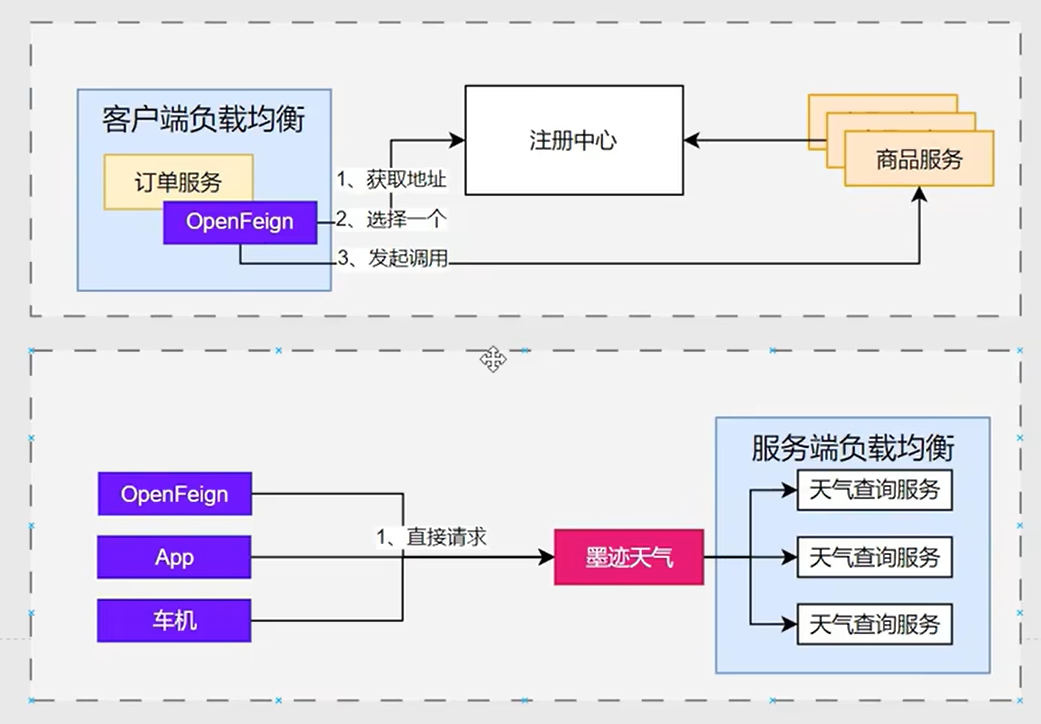 客户端负载均衡
订单服务
OpenFeign
1、获取地址
2、选择一个
3、发起调用
注册中心
商品服务
服务端负载均衡
OpenFeign
App
车机
1、直接请求
墨迹天气
天气查询服务
天气查询服务
天气查询服务